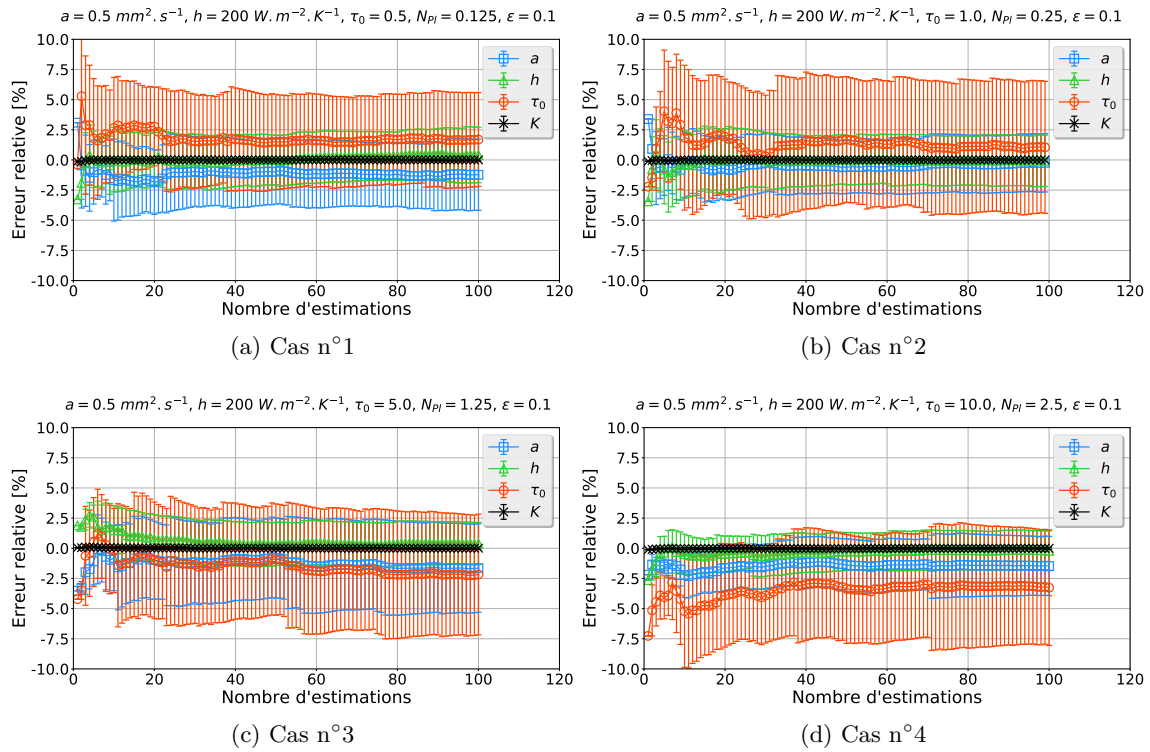 a = 0.5 mm². s⁻¹, h = 200 W. m⁻². K⁻¹, τ₀ = 0.5, N_Pl = 0.125, ε = 0.1
10.0
7.5
5.0
2.5
0.0
-2.5
-5.0
-7.5
-10.0
Erreur relative [%]
a
h
τ₀
K
0 20 40 60 80 100 120
Nombre d'estimations
(a) Cas n°1
a = 0.5 mm². s⁻¹, h = 200 W. m⁻². K⁻¹, τ₀ = 1.0, N_Pl = 0.25, ε = 0.1
10.0
7.5
5.0
2.5
0.0
-2.5
-5.0
-7.5
-10.0
Erreur relative [%]
a
h
τ₀
K
0 20 40 60 80 100 120
Nombre d'estimations
(b) Cas n°2
a = 0.5 mm². s⁻¹, h = 200 W. m⁻². K⁻¹, τ₀ = 5.0, N_Pl = 1.25, ε = 0.1
10.0
7.5
5.0
2.5
0.0
-2.5
-5.0
-7.5
-10.0
Erreur relative [%]
a
h
τ₀
K
0 20 40 60 80 100 120
Nombre d'estimations
(c) Cas n°3
a = 0.5 mm². s⁻¹, h = 200 W. m⁻². K⁻¹, τ₀ = 10.0, N_Pl = 2.5, ε = 0.1
10.0
7.5
5.0
2.5
0.0
-2.5
-5.0
-7.5
-10.0
Erreur relative [%]
a
h
τ₀
K
0 20 40 60 80 100 120
Nombre d'estimations
(d) Cas n°4